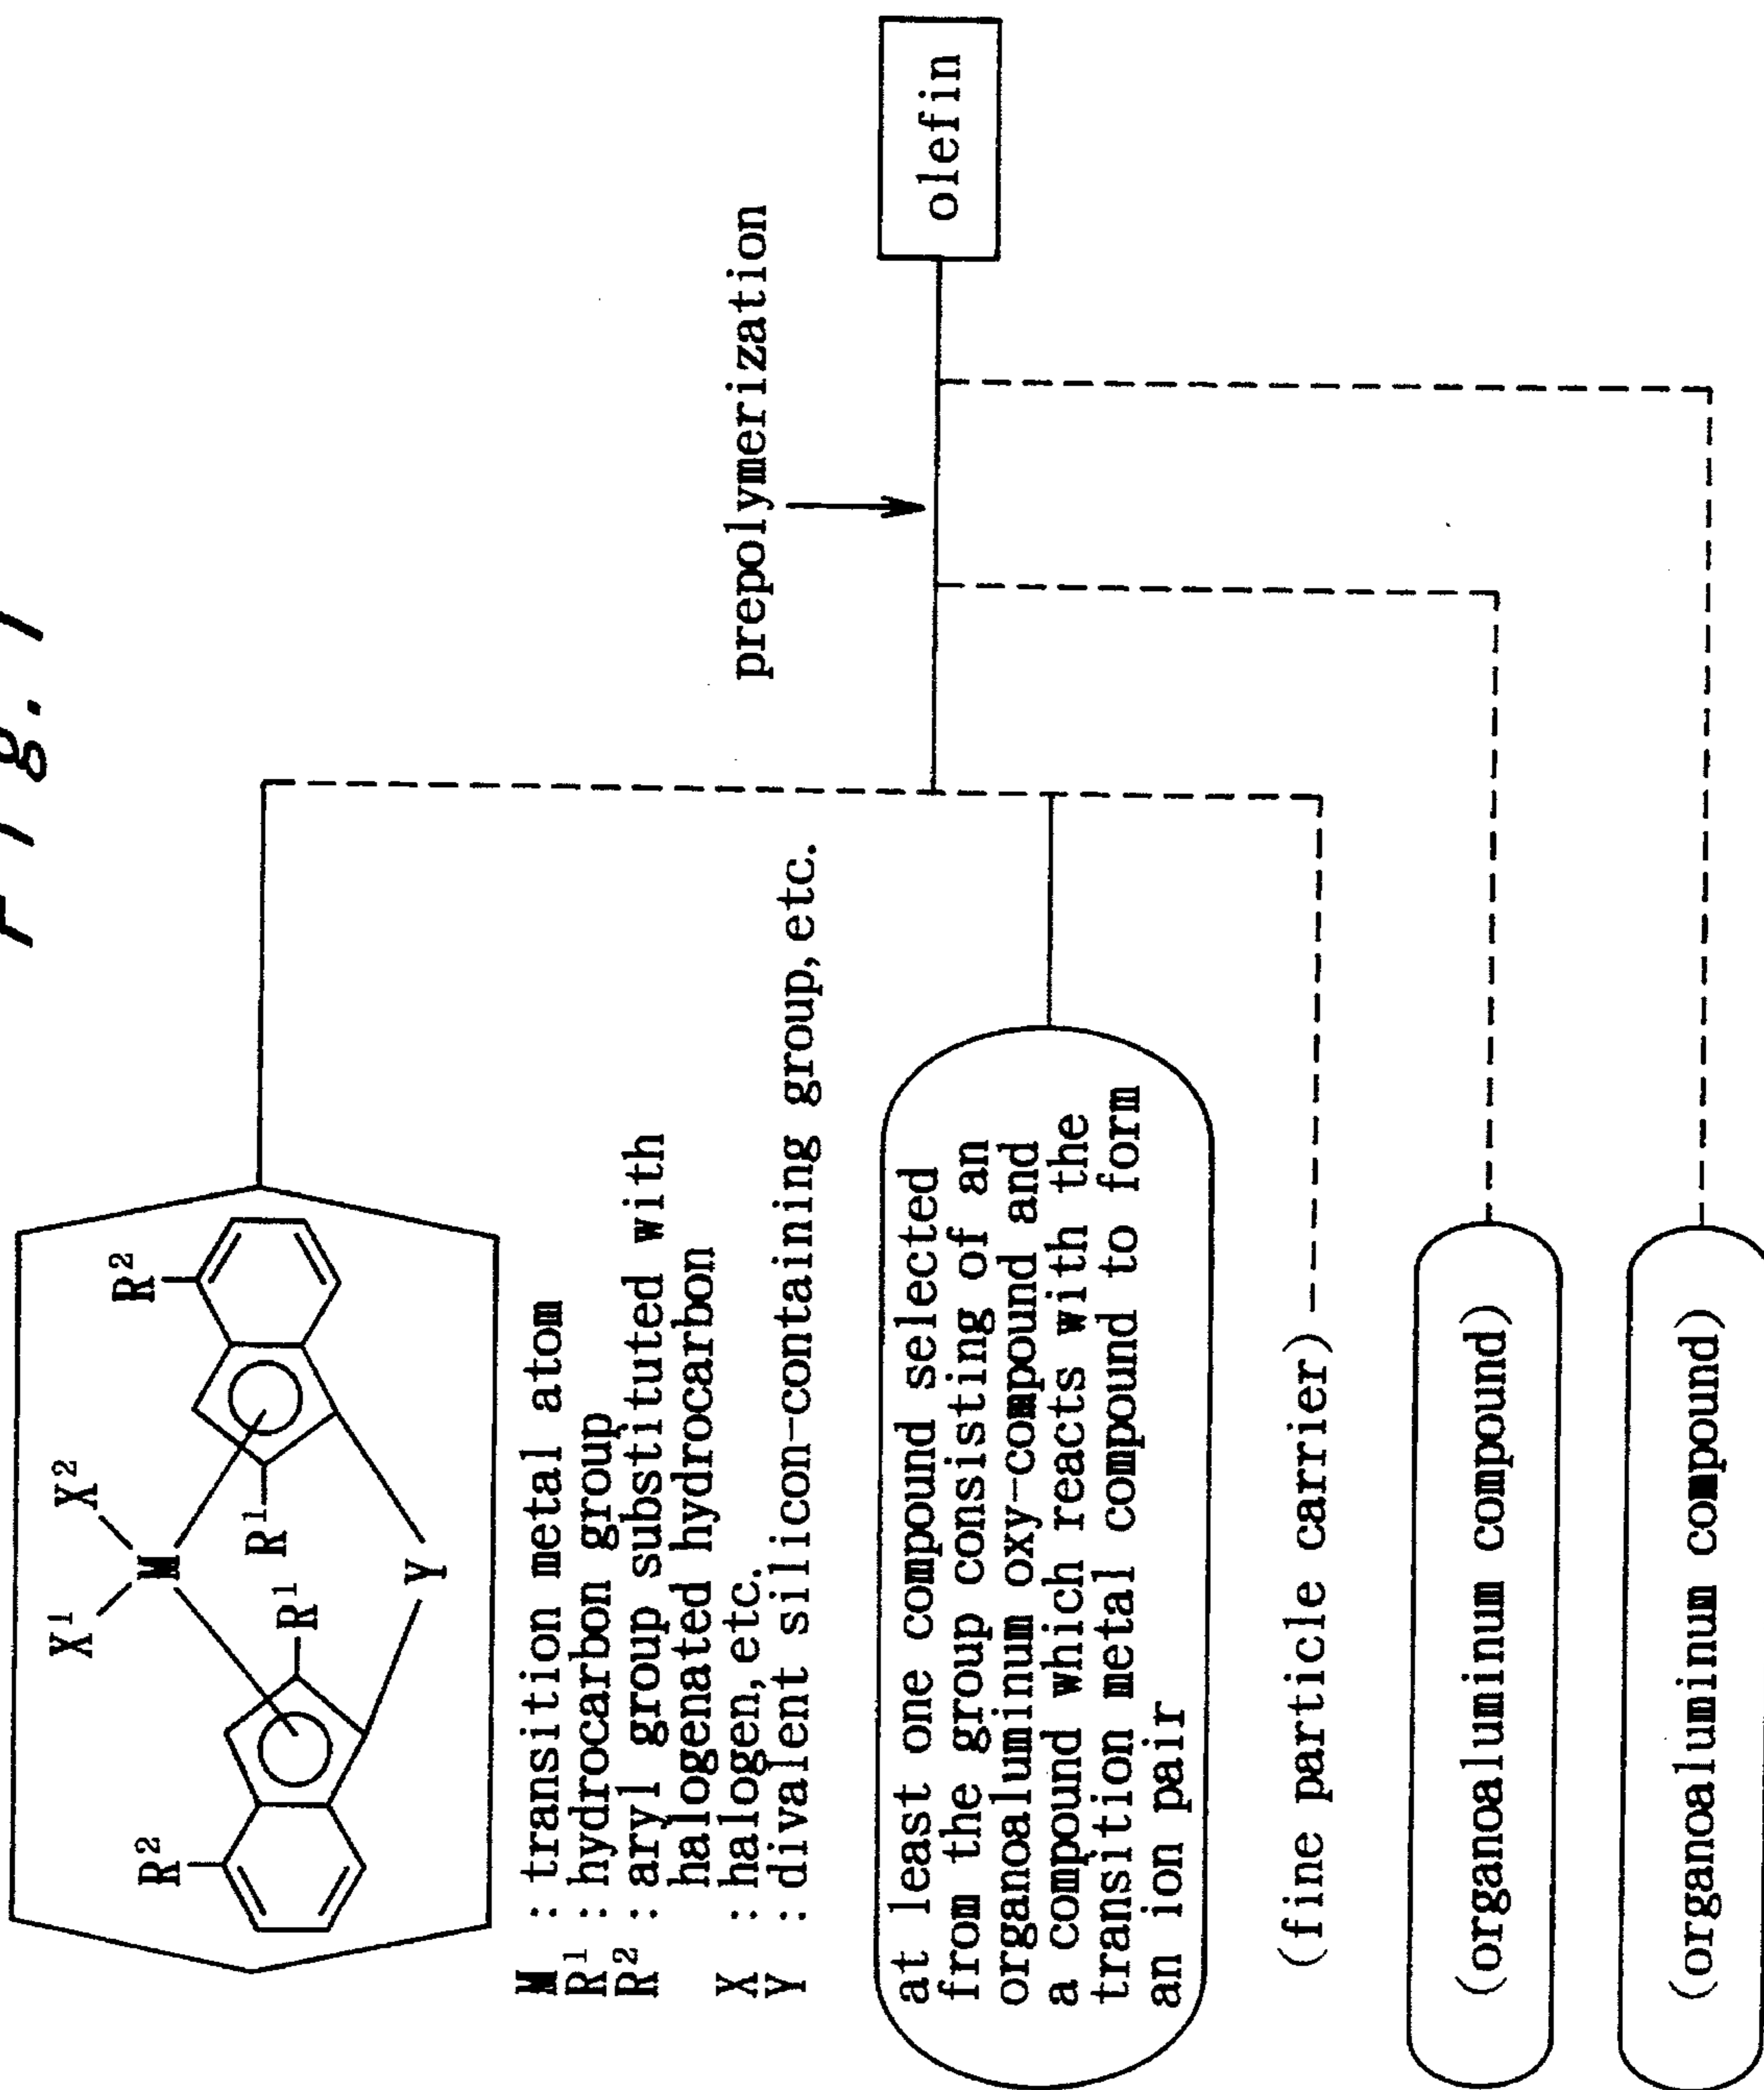 Fig. 1
X¹ X²
M
R² R¹ R¹ R²
Y
M : transition metal atom
R¹ : hydrocarbon group
R² : aryl group substituted with
halogenated hydrocarbon
X : halogen, etc.
Y : divalent silicon-containing group, etc.
at least one compound selected
from the group consisting of an
organoaluminum oxy-compound and
a compound which reacts with the
transition metal compound to form
an ion pair
(fine particle carrier)
(organoaluminum compound)
(organoaluminum compound)
prepolymerization
olefin